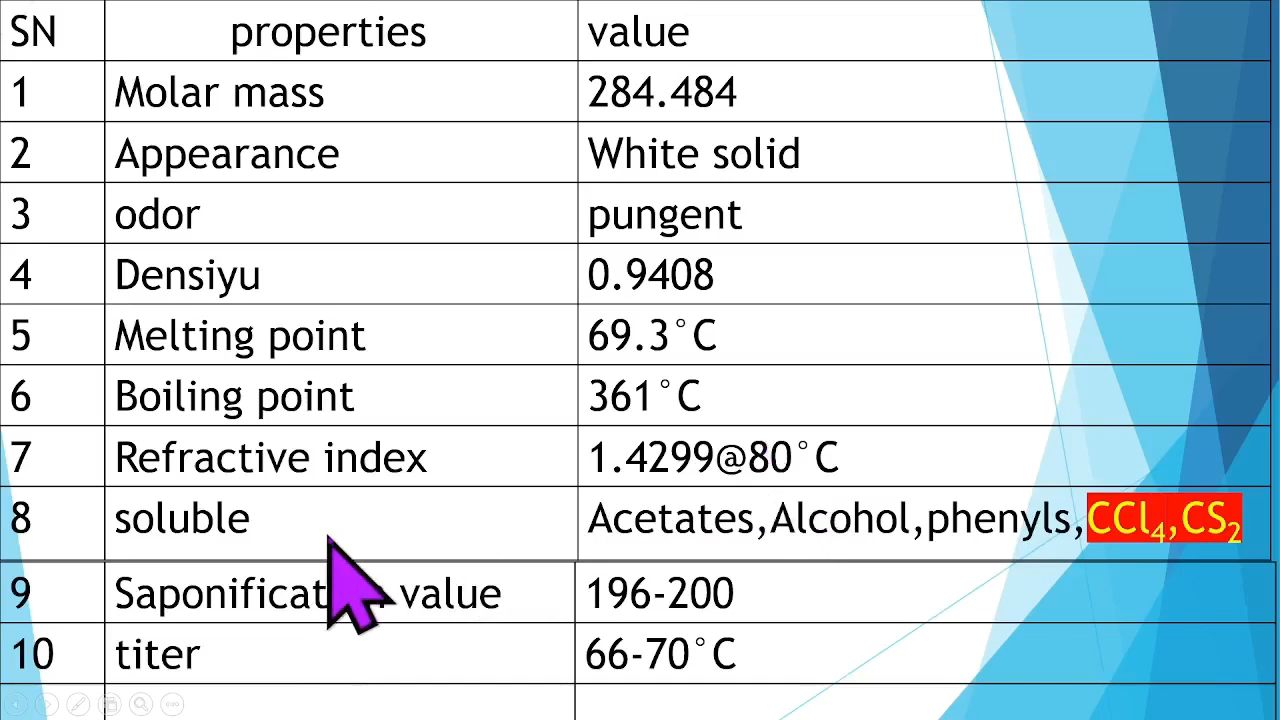 SN properties value
1 Molar mass 284.484
2 Appearance White solid
3 odor pungent
4 Densiyu 0.9408
5 Melting point 69.3°C
6 Boiling point 361°C
7 Refractive index 1.4299@80°C
8 soluble Acetates,Alcohol,phenyls,CCl₄,CS₂
9 Saponification value 196-200
10 titer 66-70°C